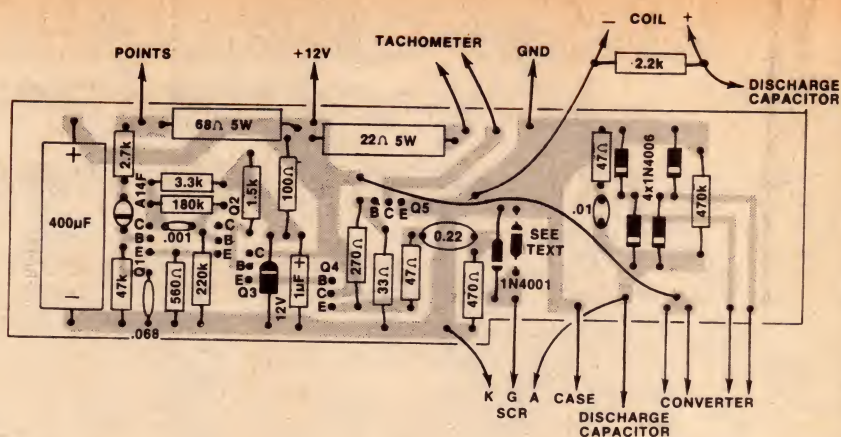 − COIL +
POINTS
+12V
TACHOMETER
GND
2.2k
DISCHARGE
CAPACITOR
68Ω 5W
22Ω 5W
+
400µF
−
2.7k
A14F
3.3k
180k
.001
C
B
E
Q1
47k
.068
560Ω
220k
Q2
C
B
E
1.5k
100Ω
C
B
E
Q3
12V
1µF +
Q4
E
B
C
E
270Ω
33Ω
47Ω
B C E Q5
0.22
470Ω
1N4001
SEE
TEXT
47Ω
.01
4x1N4006
470k
K G A
SCR
CASE
DISCHARGE
CAPACITOR
CONVERTER